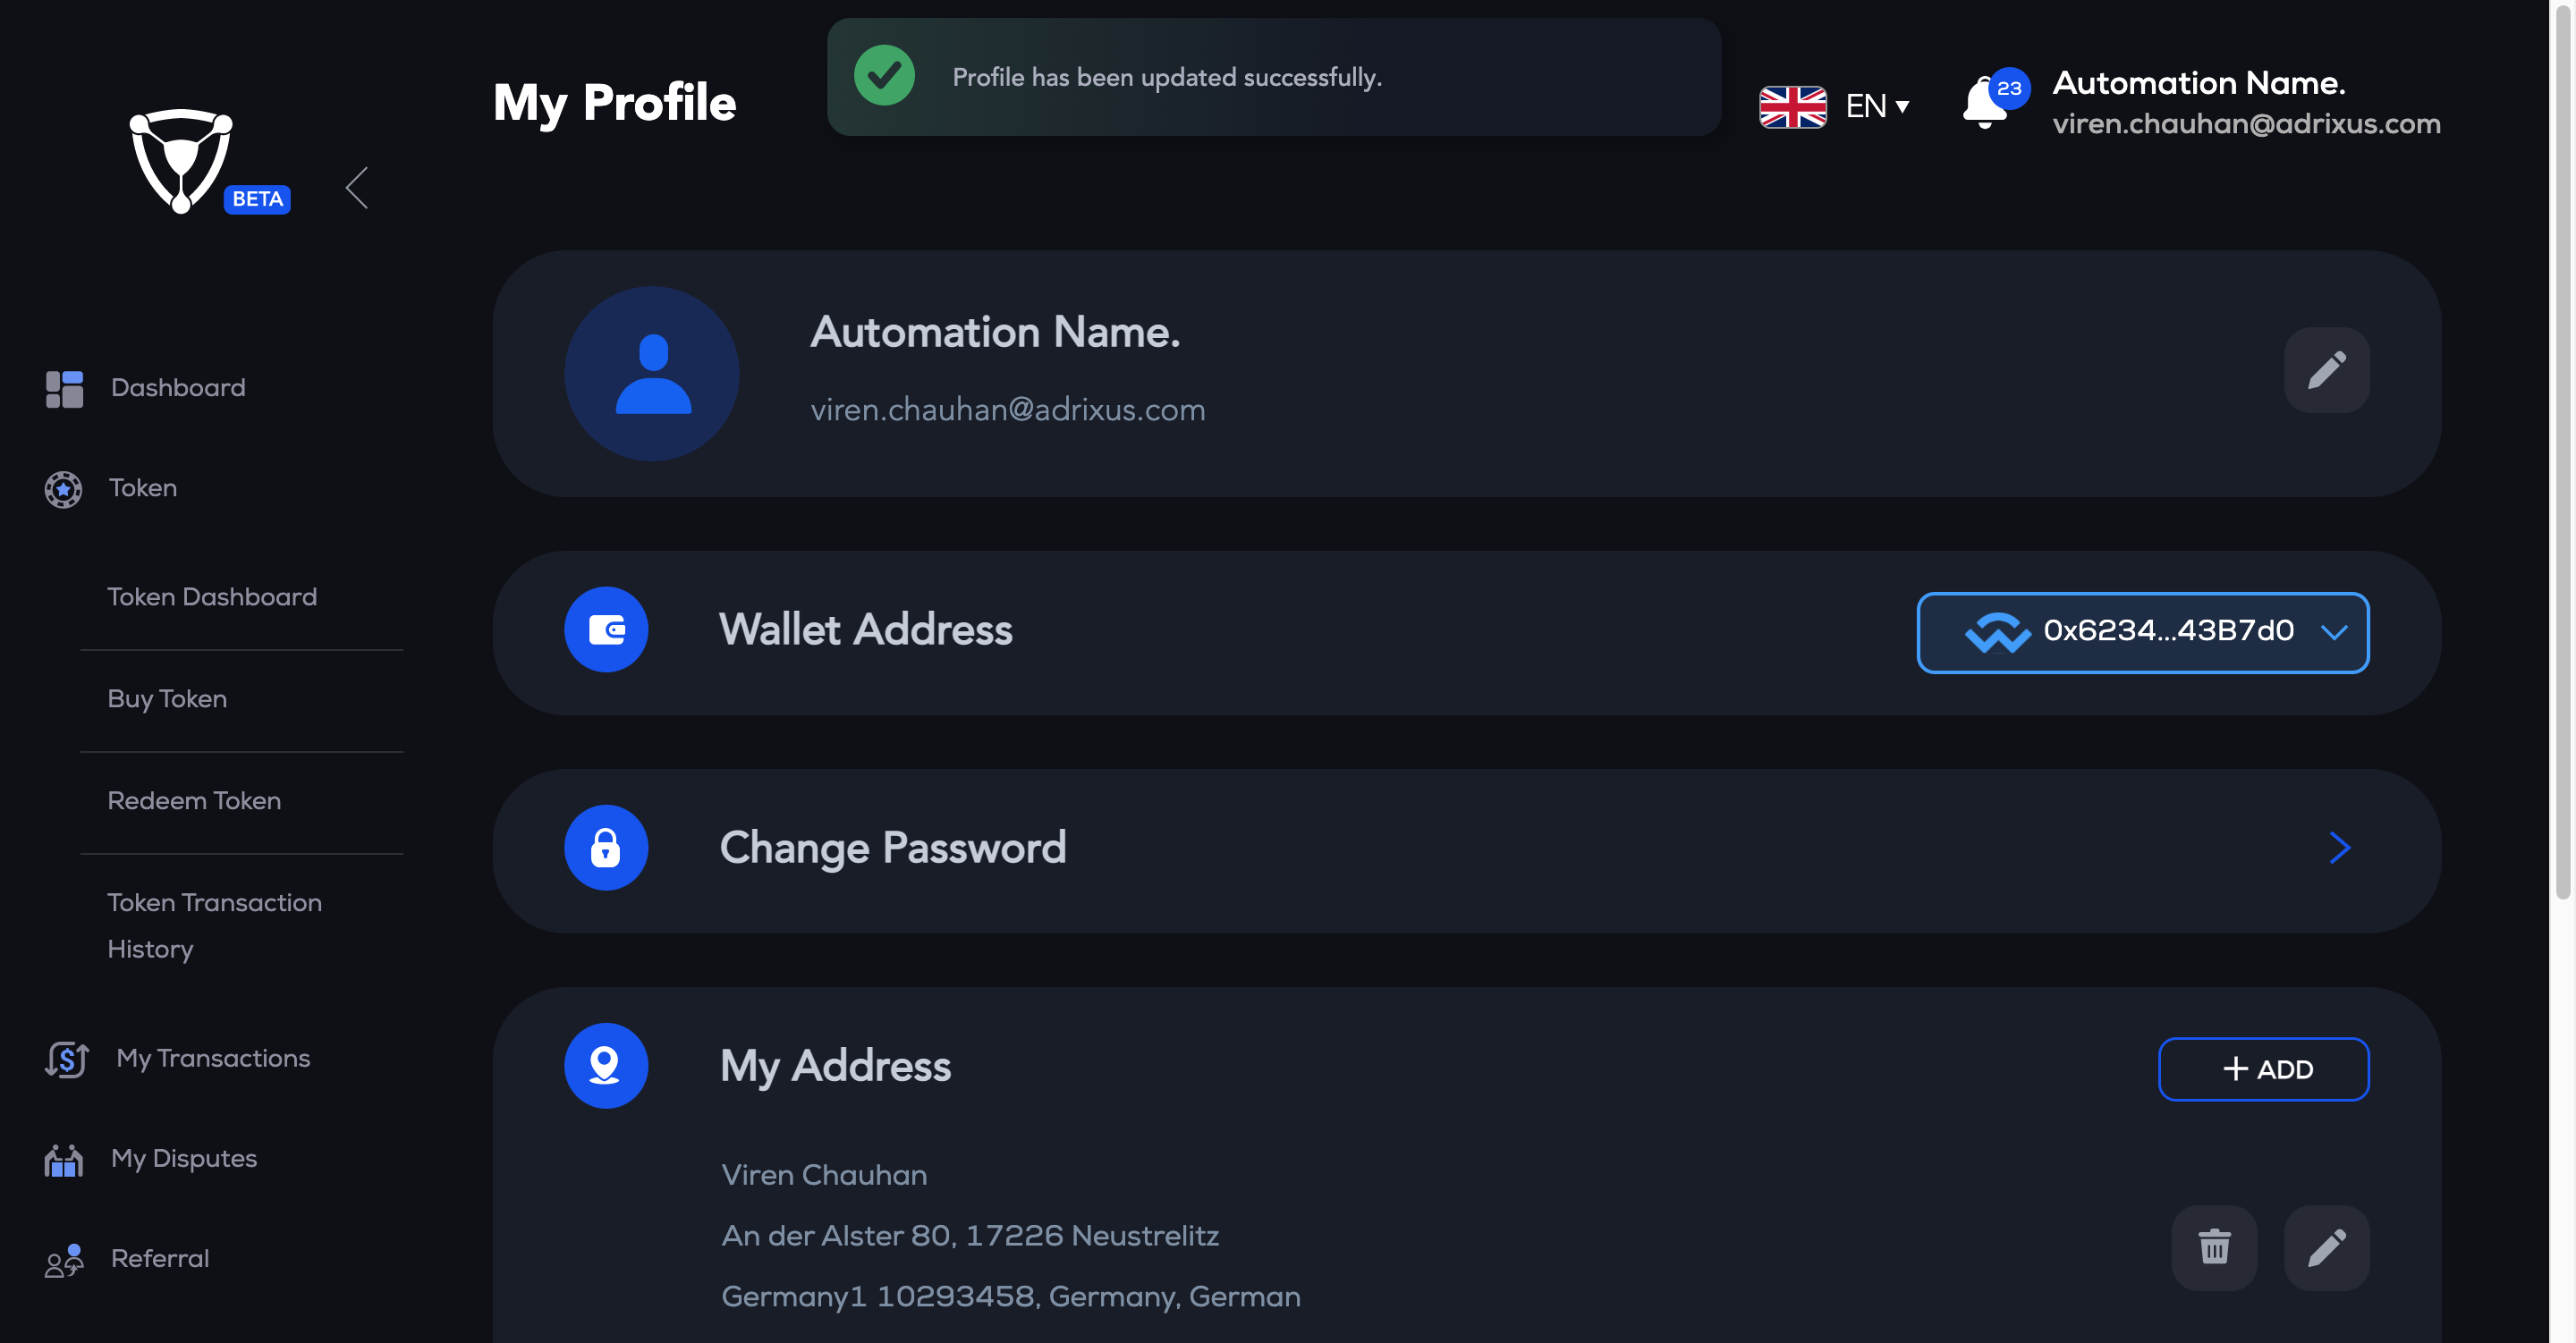 My Profile
Profile has been updated successfully.
EN
23
Automation Name.
viren.chauhan@adrixus.com
BETA
Dashboard
Token
Token Dashboard
Buy Token
Redeem Token
Token Transaction
History
My Transactions
My Disputes
Referral
Automation Name.
viren.chauhan@adrixus.com
Wallet Address
0x6234...43B7d0
Change Password
My Address
ADD
Viren Chauhan
An der Alster 80, 17226 Neustrelitz
Germany1 10293458, Germany, German